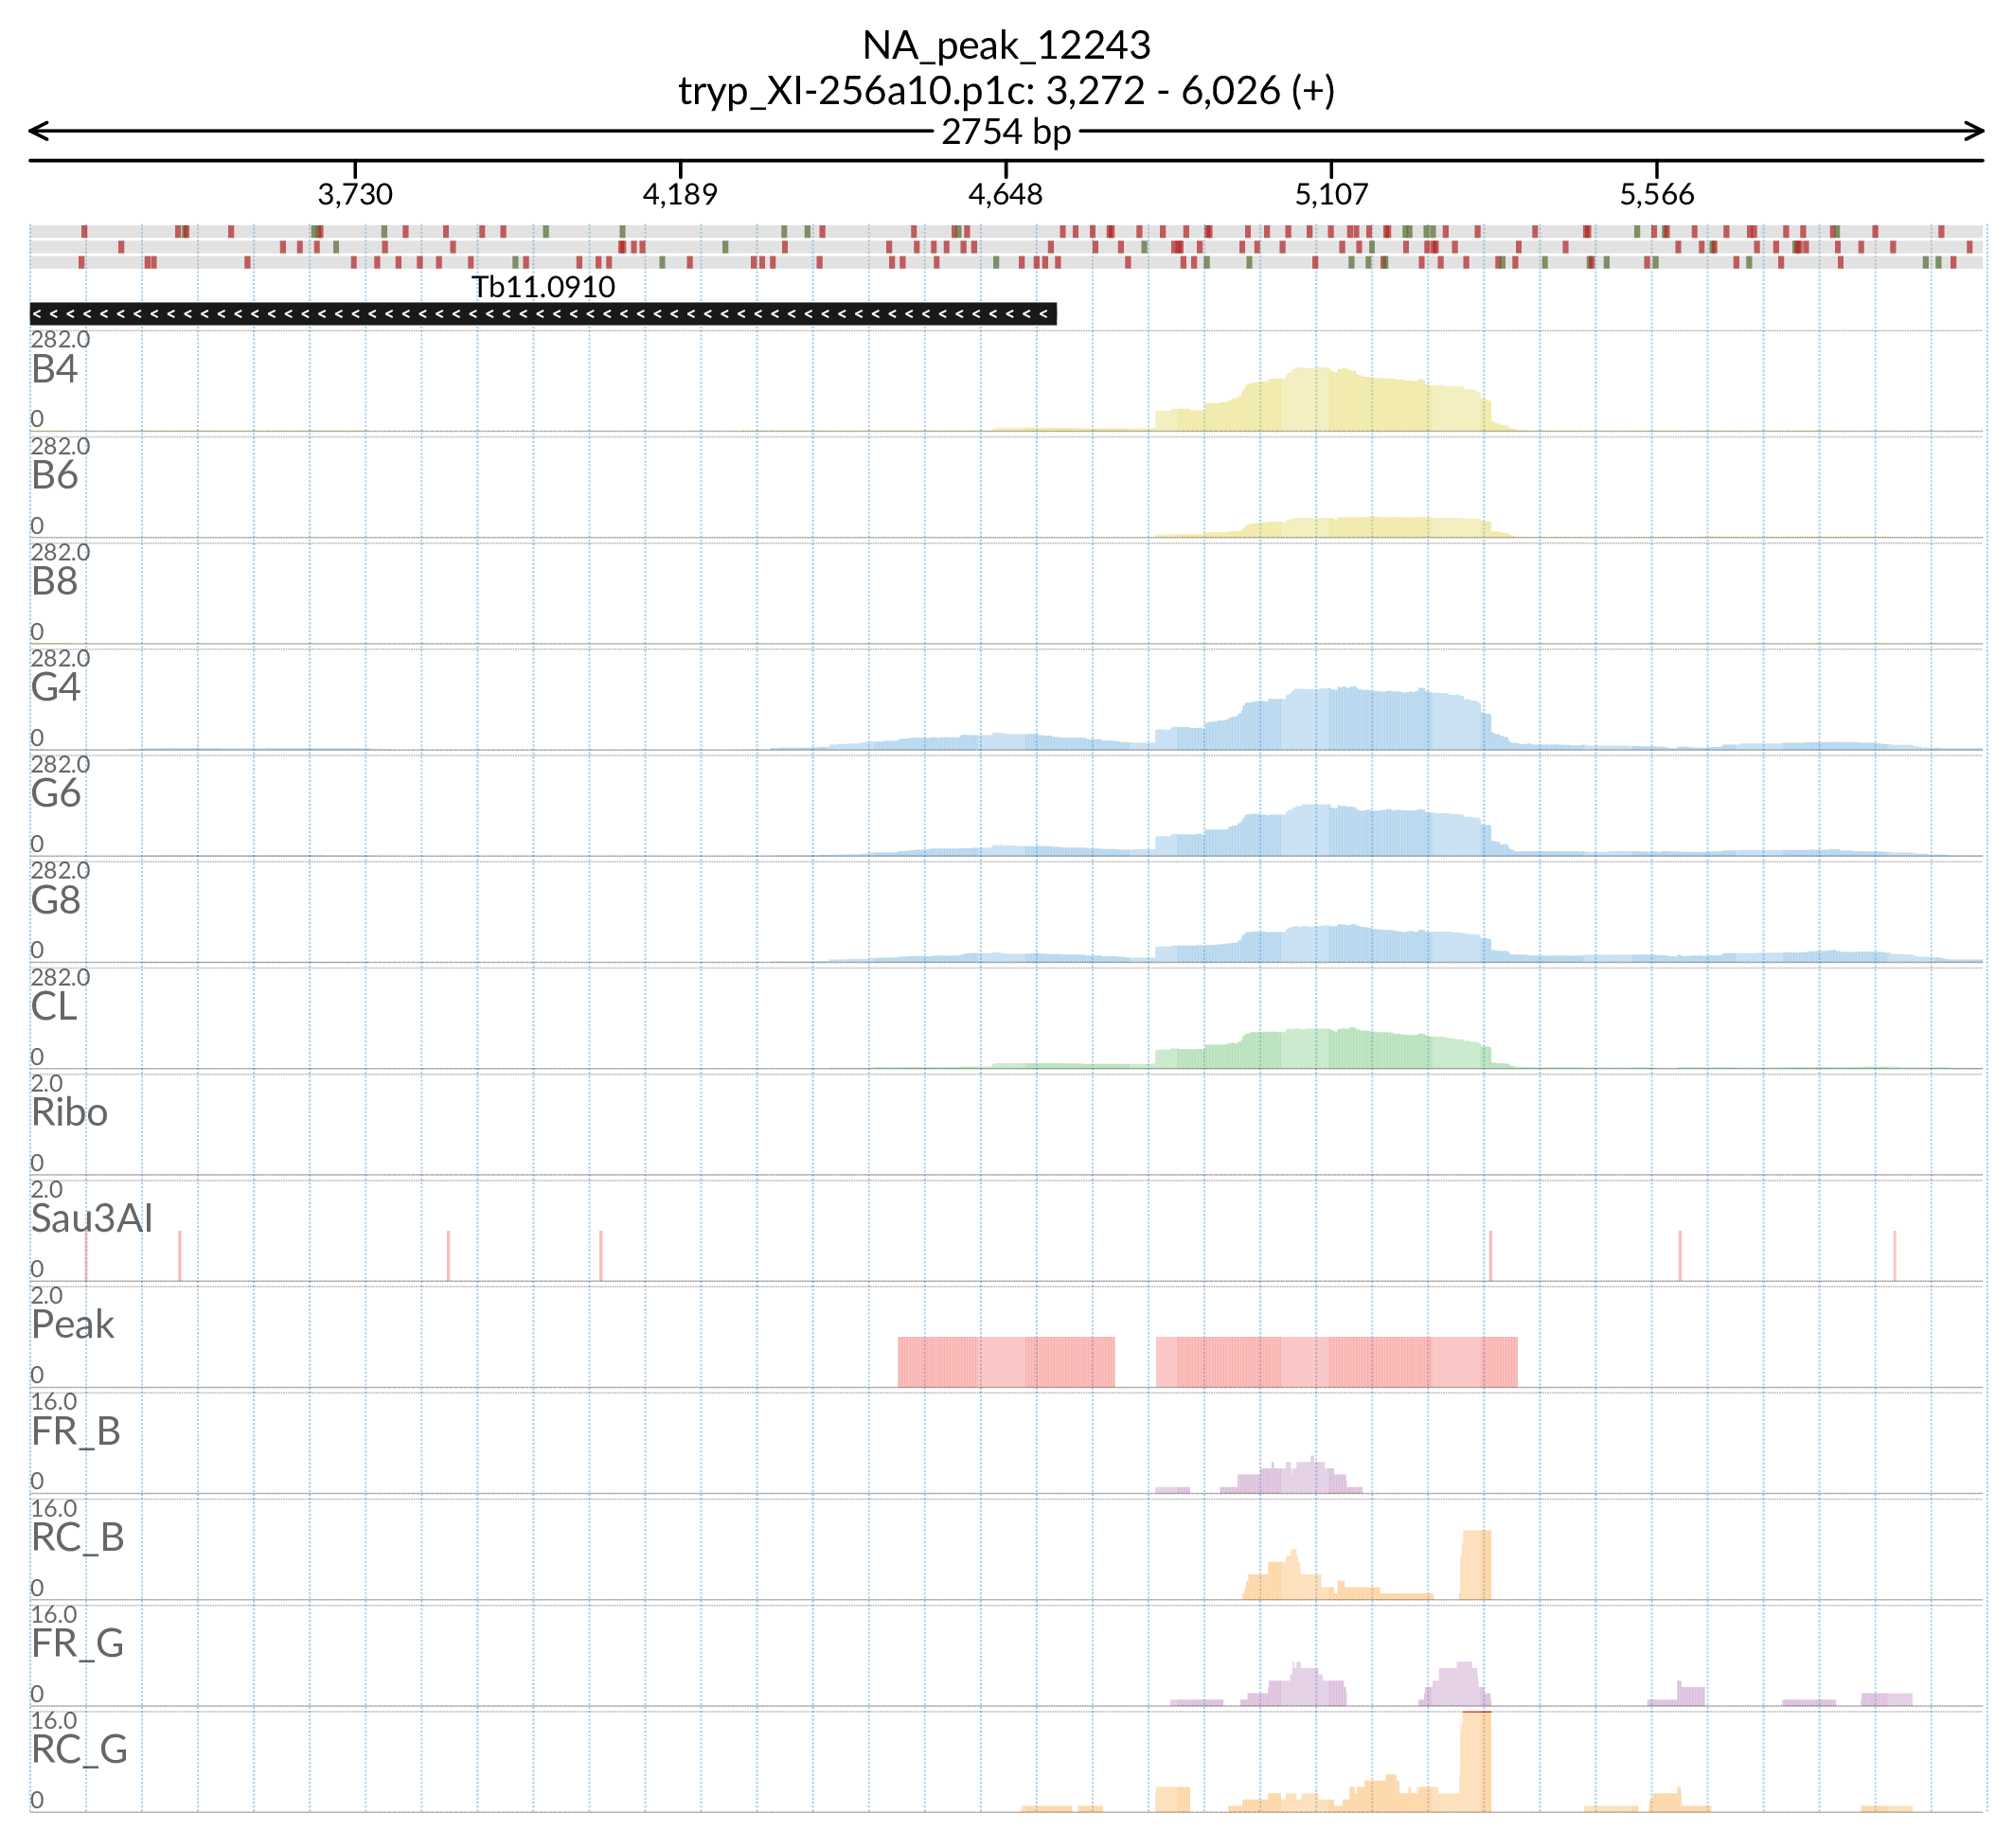 NA_peak_12243
tryp_XI-256a10.p1c: 3,272 - 6,026 (+)
2754 bp
3,730 4,189 4,648 5,107 5,566
Tb11.0910
282.0
B4
0
282.0
B6
0
282.0
B8
0
282.0
G4
0
282.0
G6
0
282.0
G8
0
282.0
CL
0
2.0
Ribo
0
2.0
Sau3AI
0
2.0
Peak
0
16.0
FR_B
0
16.0
RC_B
0
16.0
FR_G
0
16.0
RC_G
0